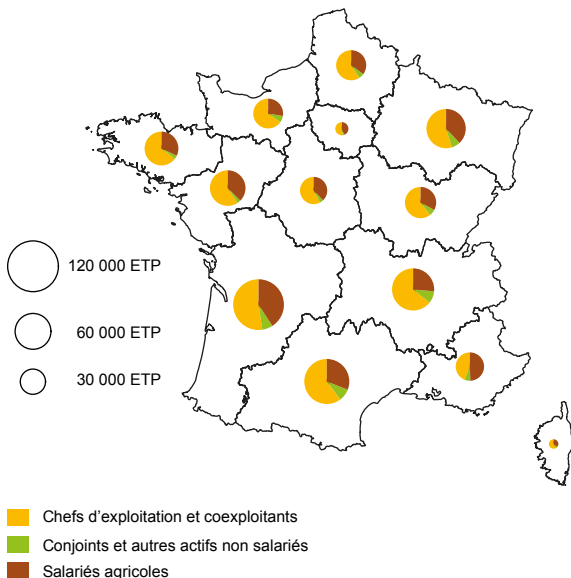 120 000 ETP
60 000 ETP
30 000 ETP
Chefs d'exploitation et coexploitants
Conjoints et autres actifs non salariés
Salariés agricoles